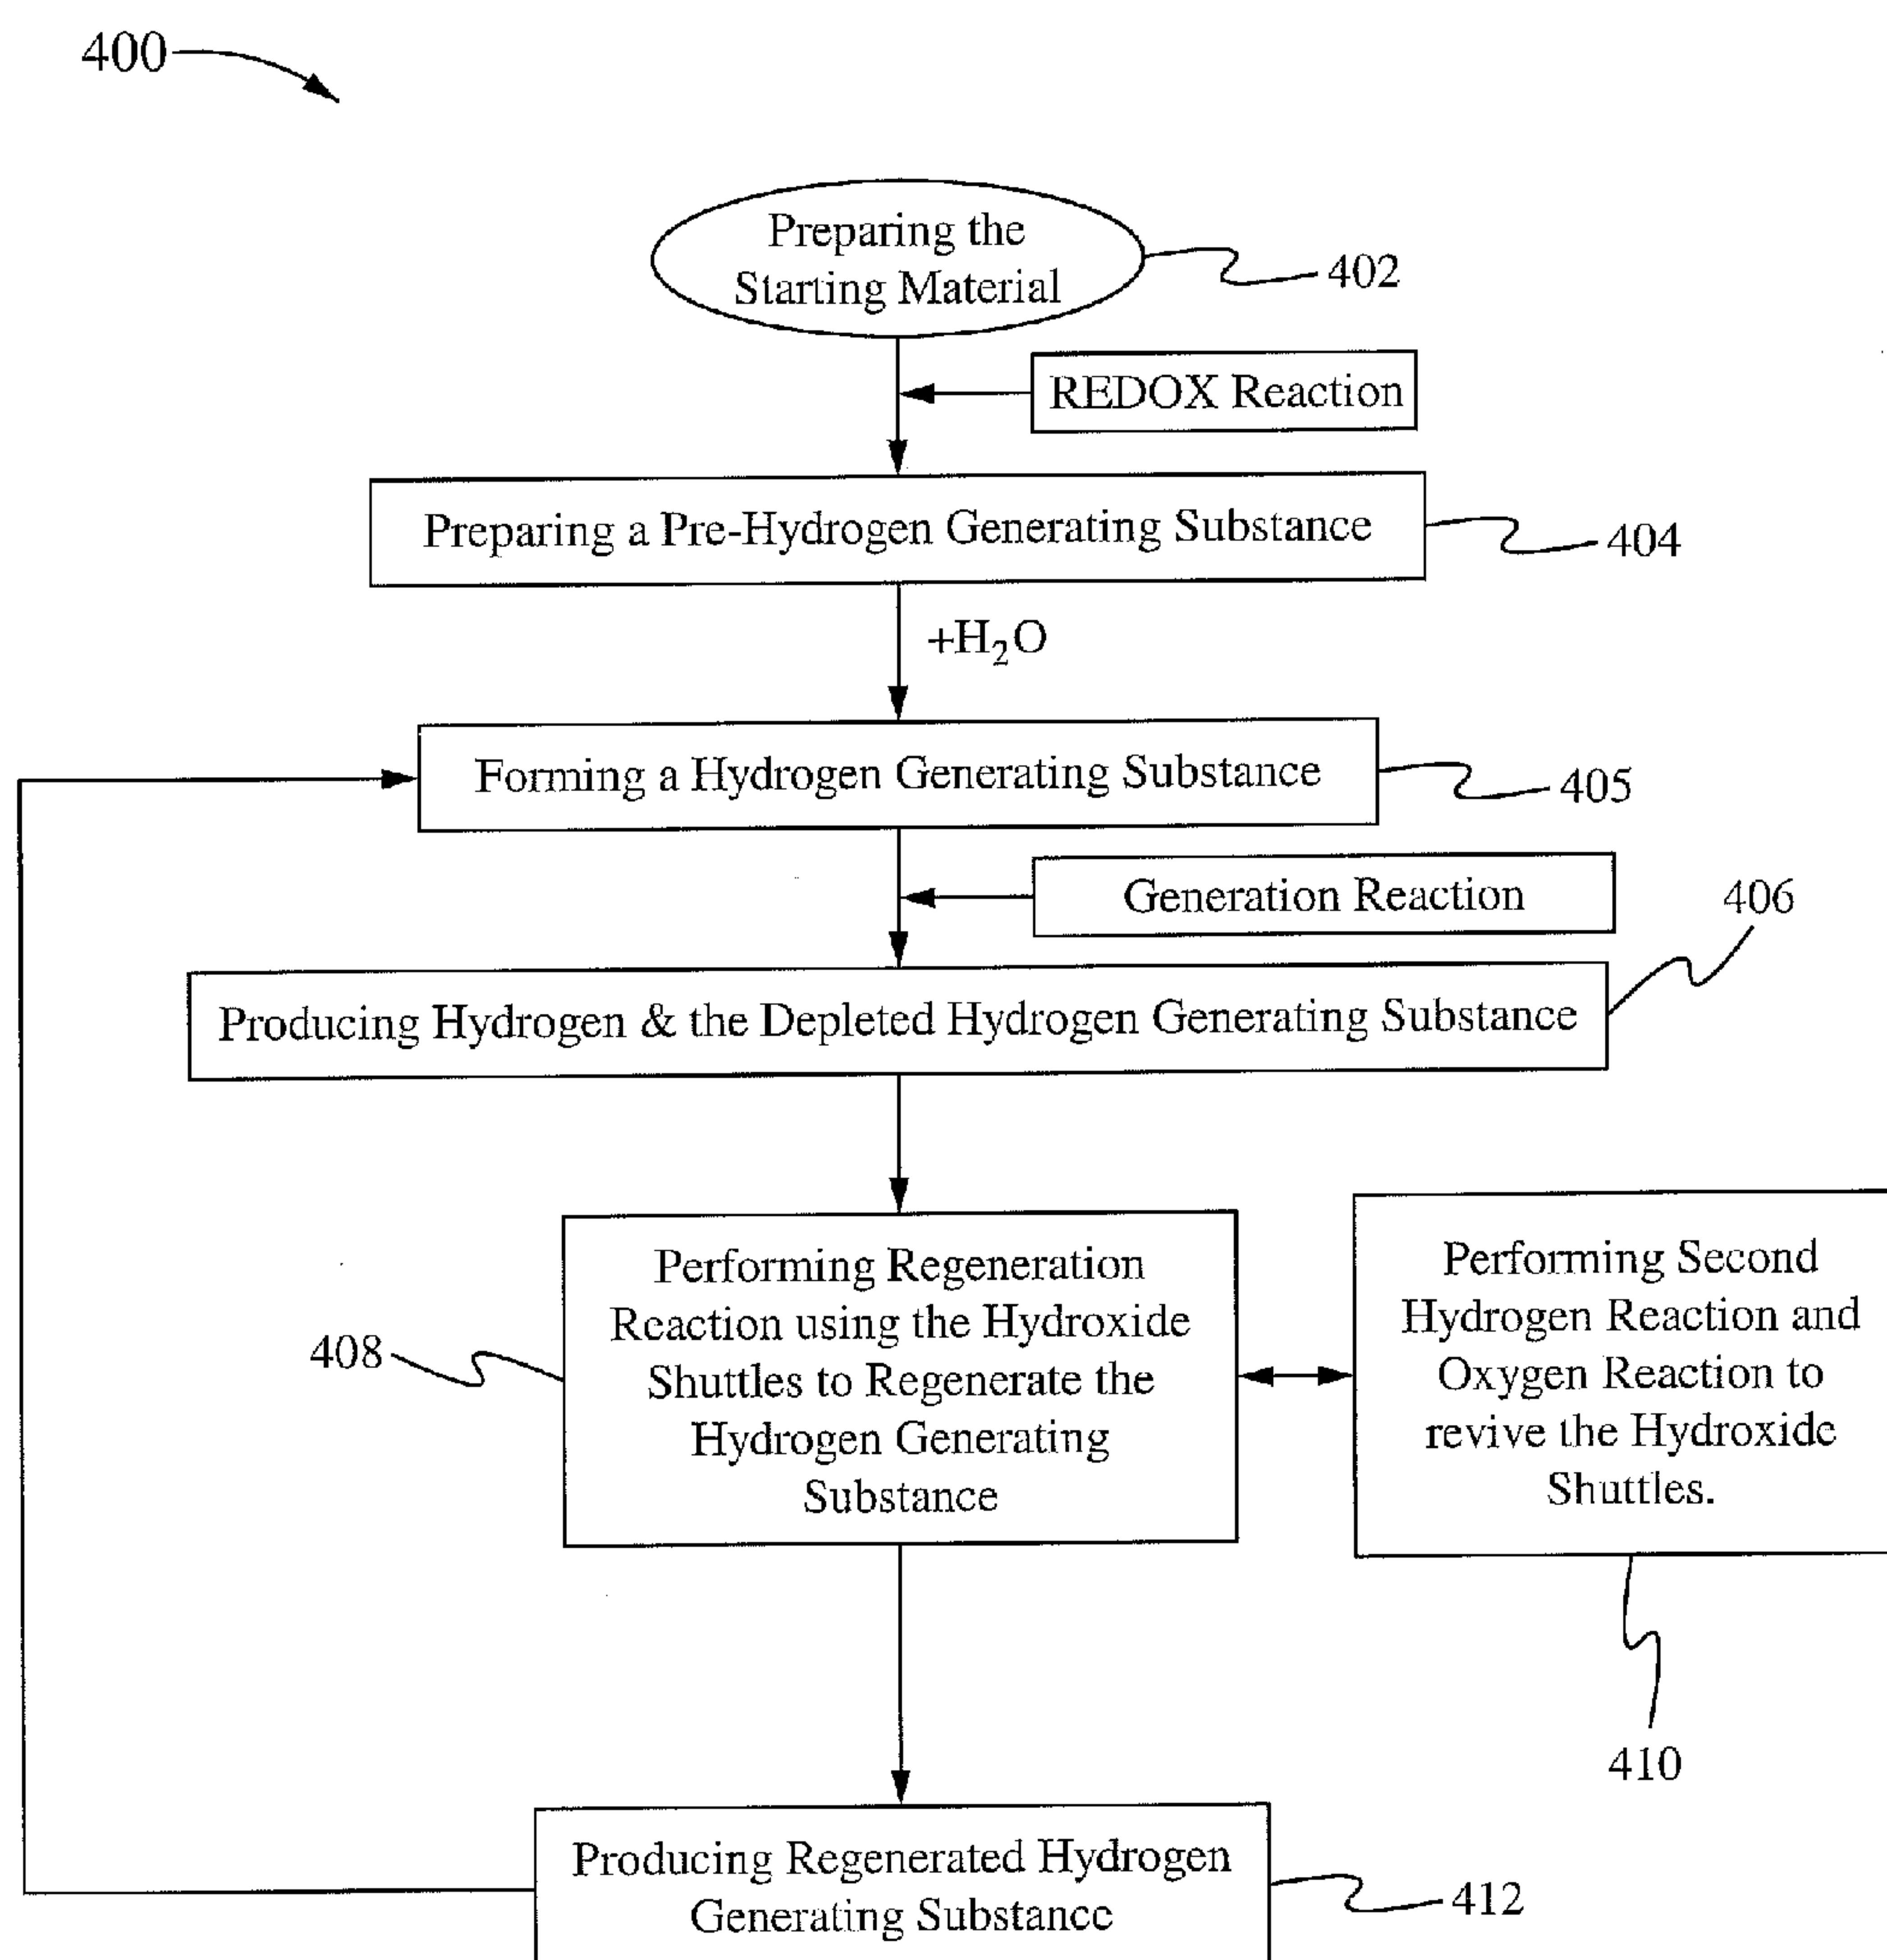 400
Preparing the
Starting Material
402
REDOX Reaction
Preparing a Pre-Hydrogen Generating Substance
404
+H₂O
Forming a Hydrogen Generating Substance
405
Generation Reaction
406
Producing Hydrogen & the Depleted Hydrogen Generating Substance
Performing Regeneration
Reaction using the Hydroxide
Shuttles to Regenerate the
Hydrogen Generating
Substance
408
Performing Second
Hydrogen Reaction and
Oxygen Reaction to
revive the Hydroxide
Shuttles.
410
Producing Regenerated Hydrogen
Generating Substance
412